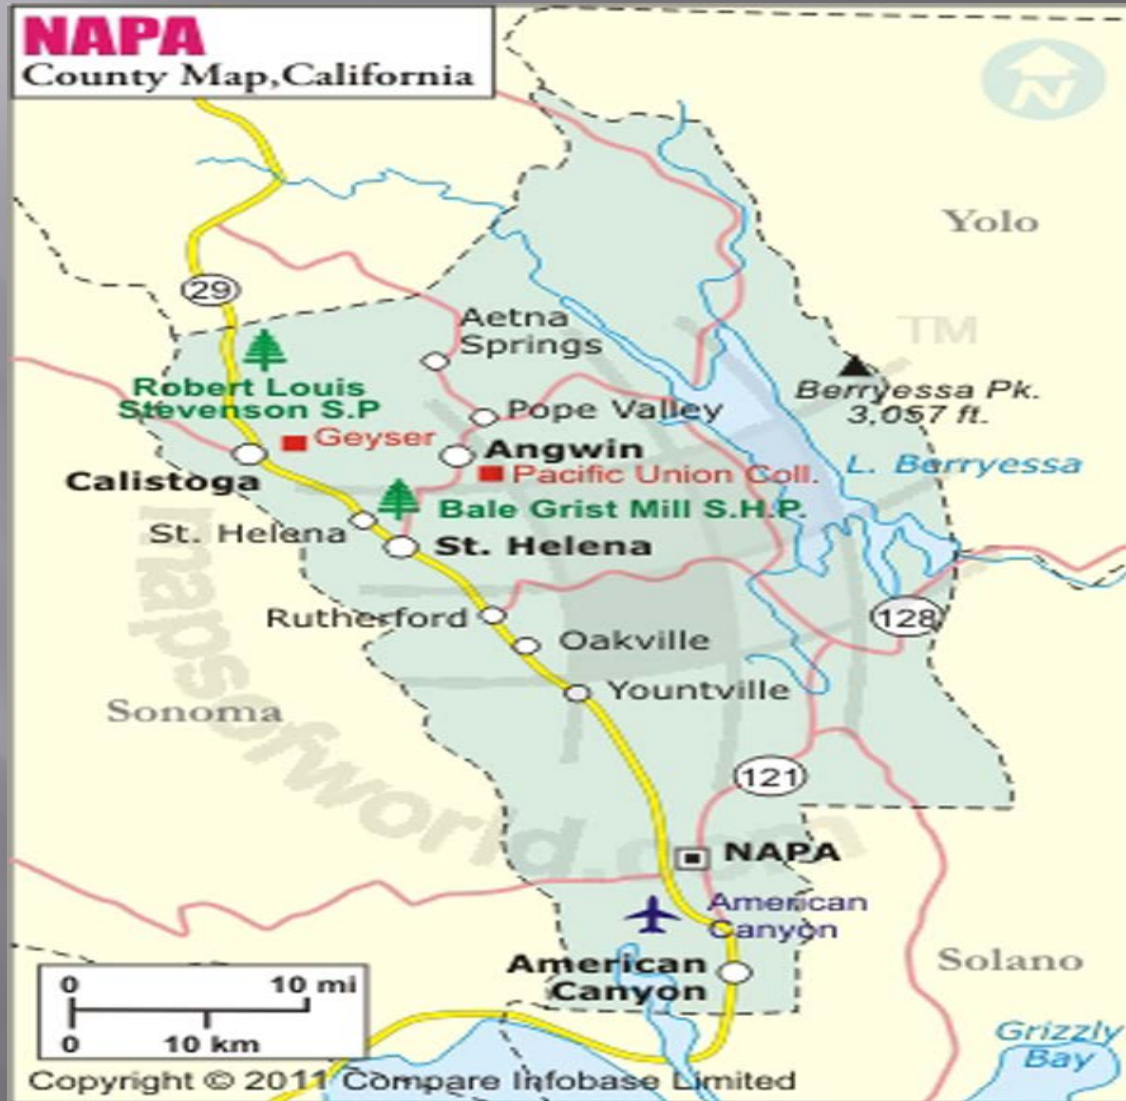 NAPA
County Map,California
N
Yolo
29
TM
Aetna
Springs
Robert Louis
Stevenson S.P
Berryessa Pk.
3,057 ft.
Pope Valley
Geyser
Angwin
L. Berryessa
Calistoga
Pacific Union Coll.
Bale Grist Mill S.H.P.
St. Helena
St. Helena
Rutherford
128
Oakville
Yountville
Sonoma
mapsofworld.com
121
NAPA
American
Canyon
American
Canyon
Solano
0 10 mi
0 10 km
Grizzly
Bay
Copyright © 2011 Compare Infobase Limited